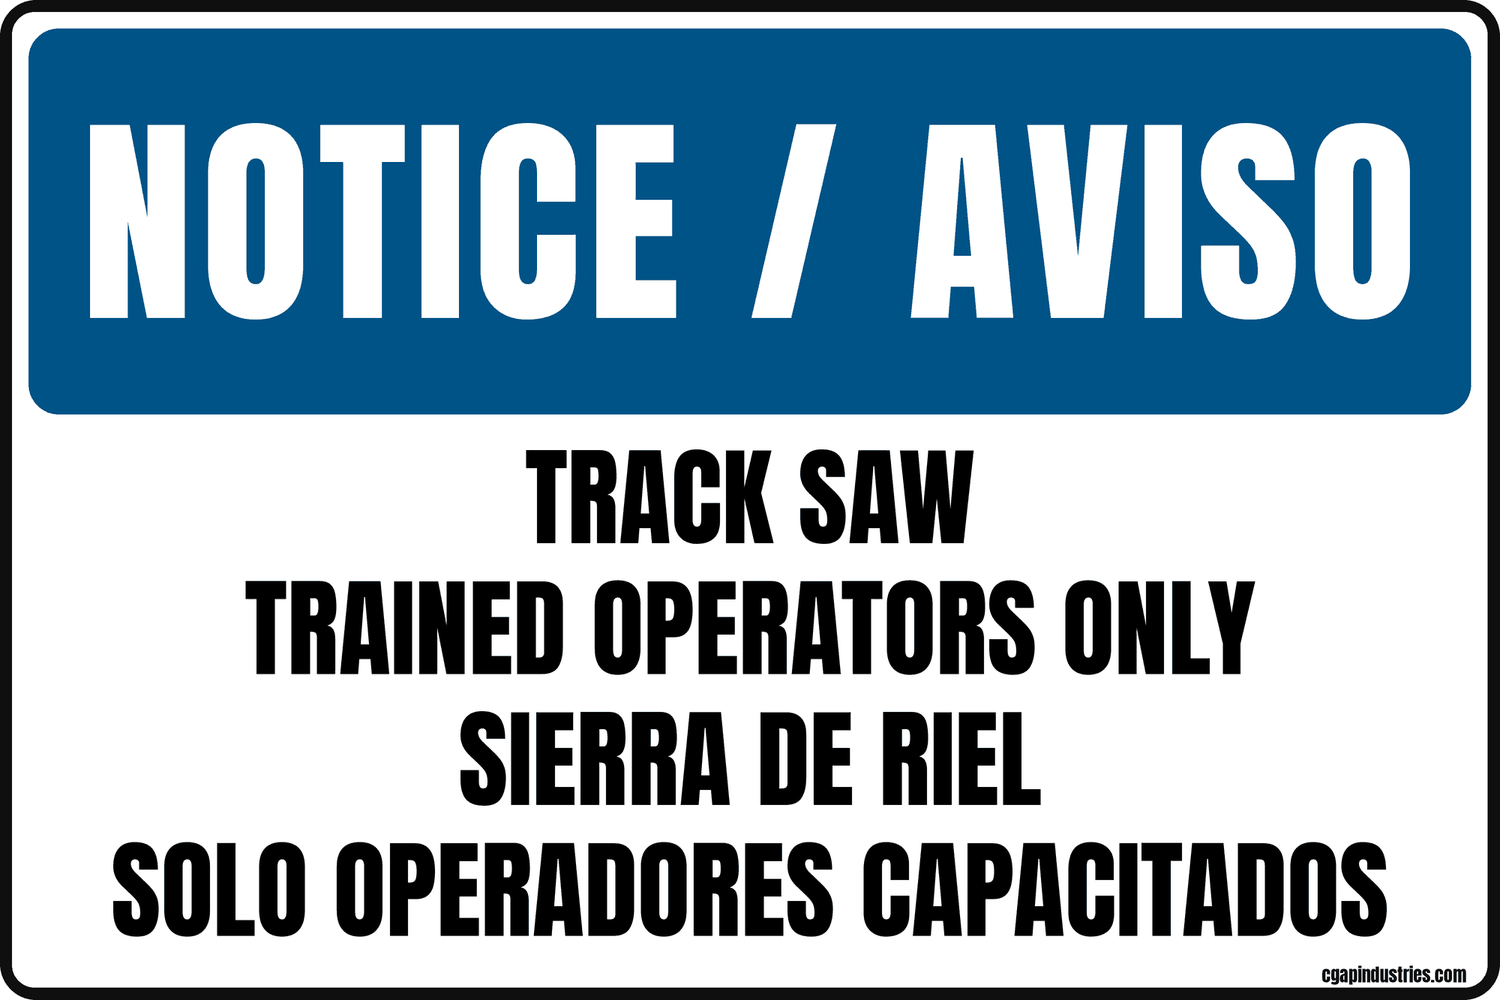 NOTICE / AVISO
TRACK SAW
TRAINED OPERATORS ONLY
SIERRA DE RIEL
SOLO OPERADORES CAPACITADOS
cgapindustries.com